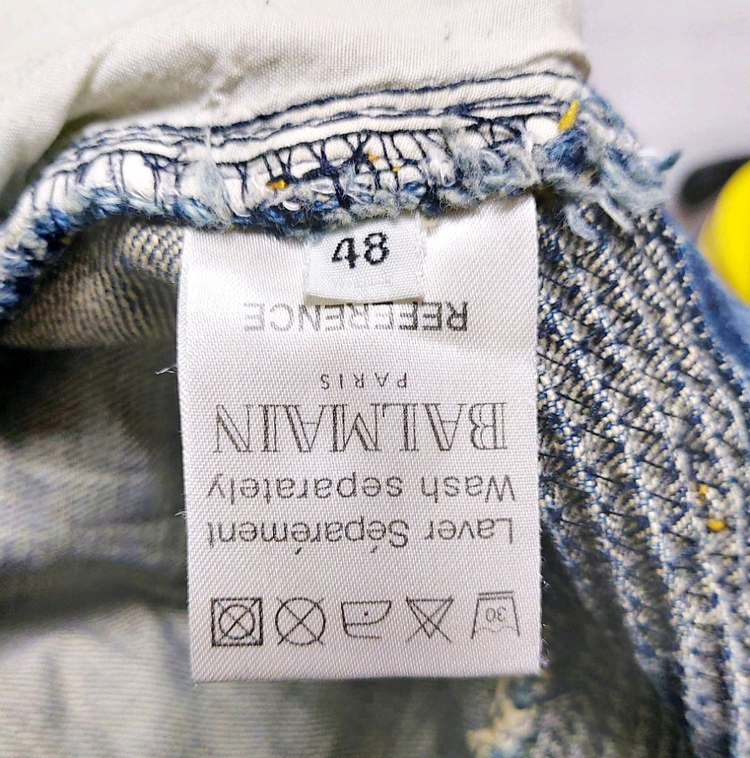 48
REFERENCE
PARIS
BALMAIN
Wash separately
Laver Séparément
30